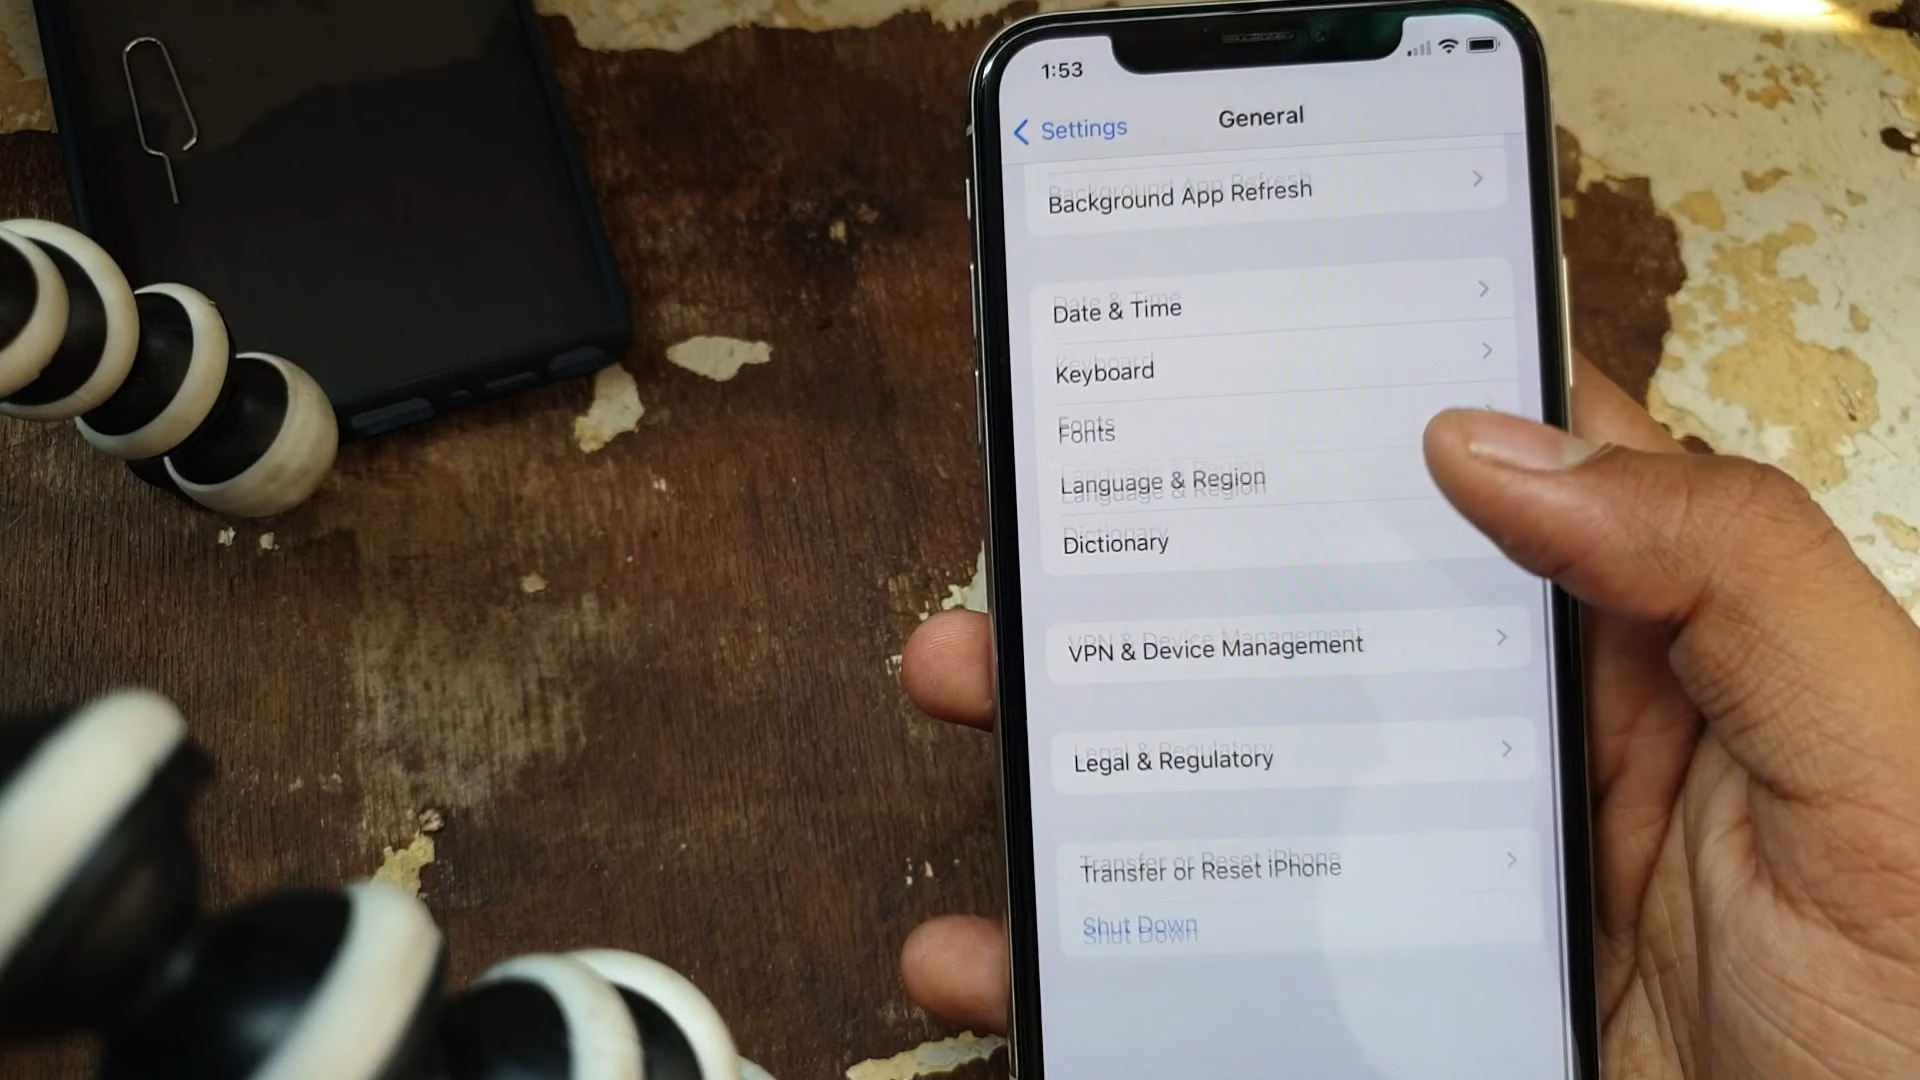 1:53
Settings
General
Background App Refresh
Date & Time
Keyboard
Fonts
Language & Region
Dictionary
VPN & Device Management
Legal & Regulatory
Transfer or Reset iPhone
Shut Down